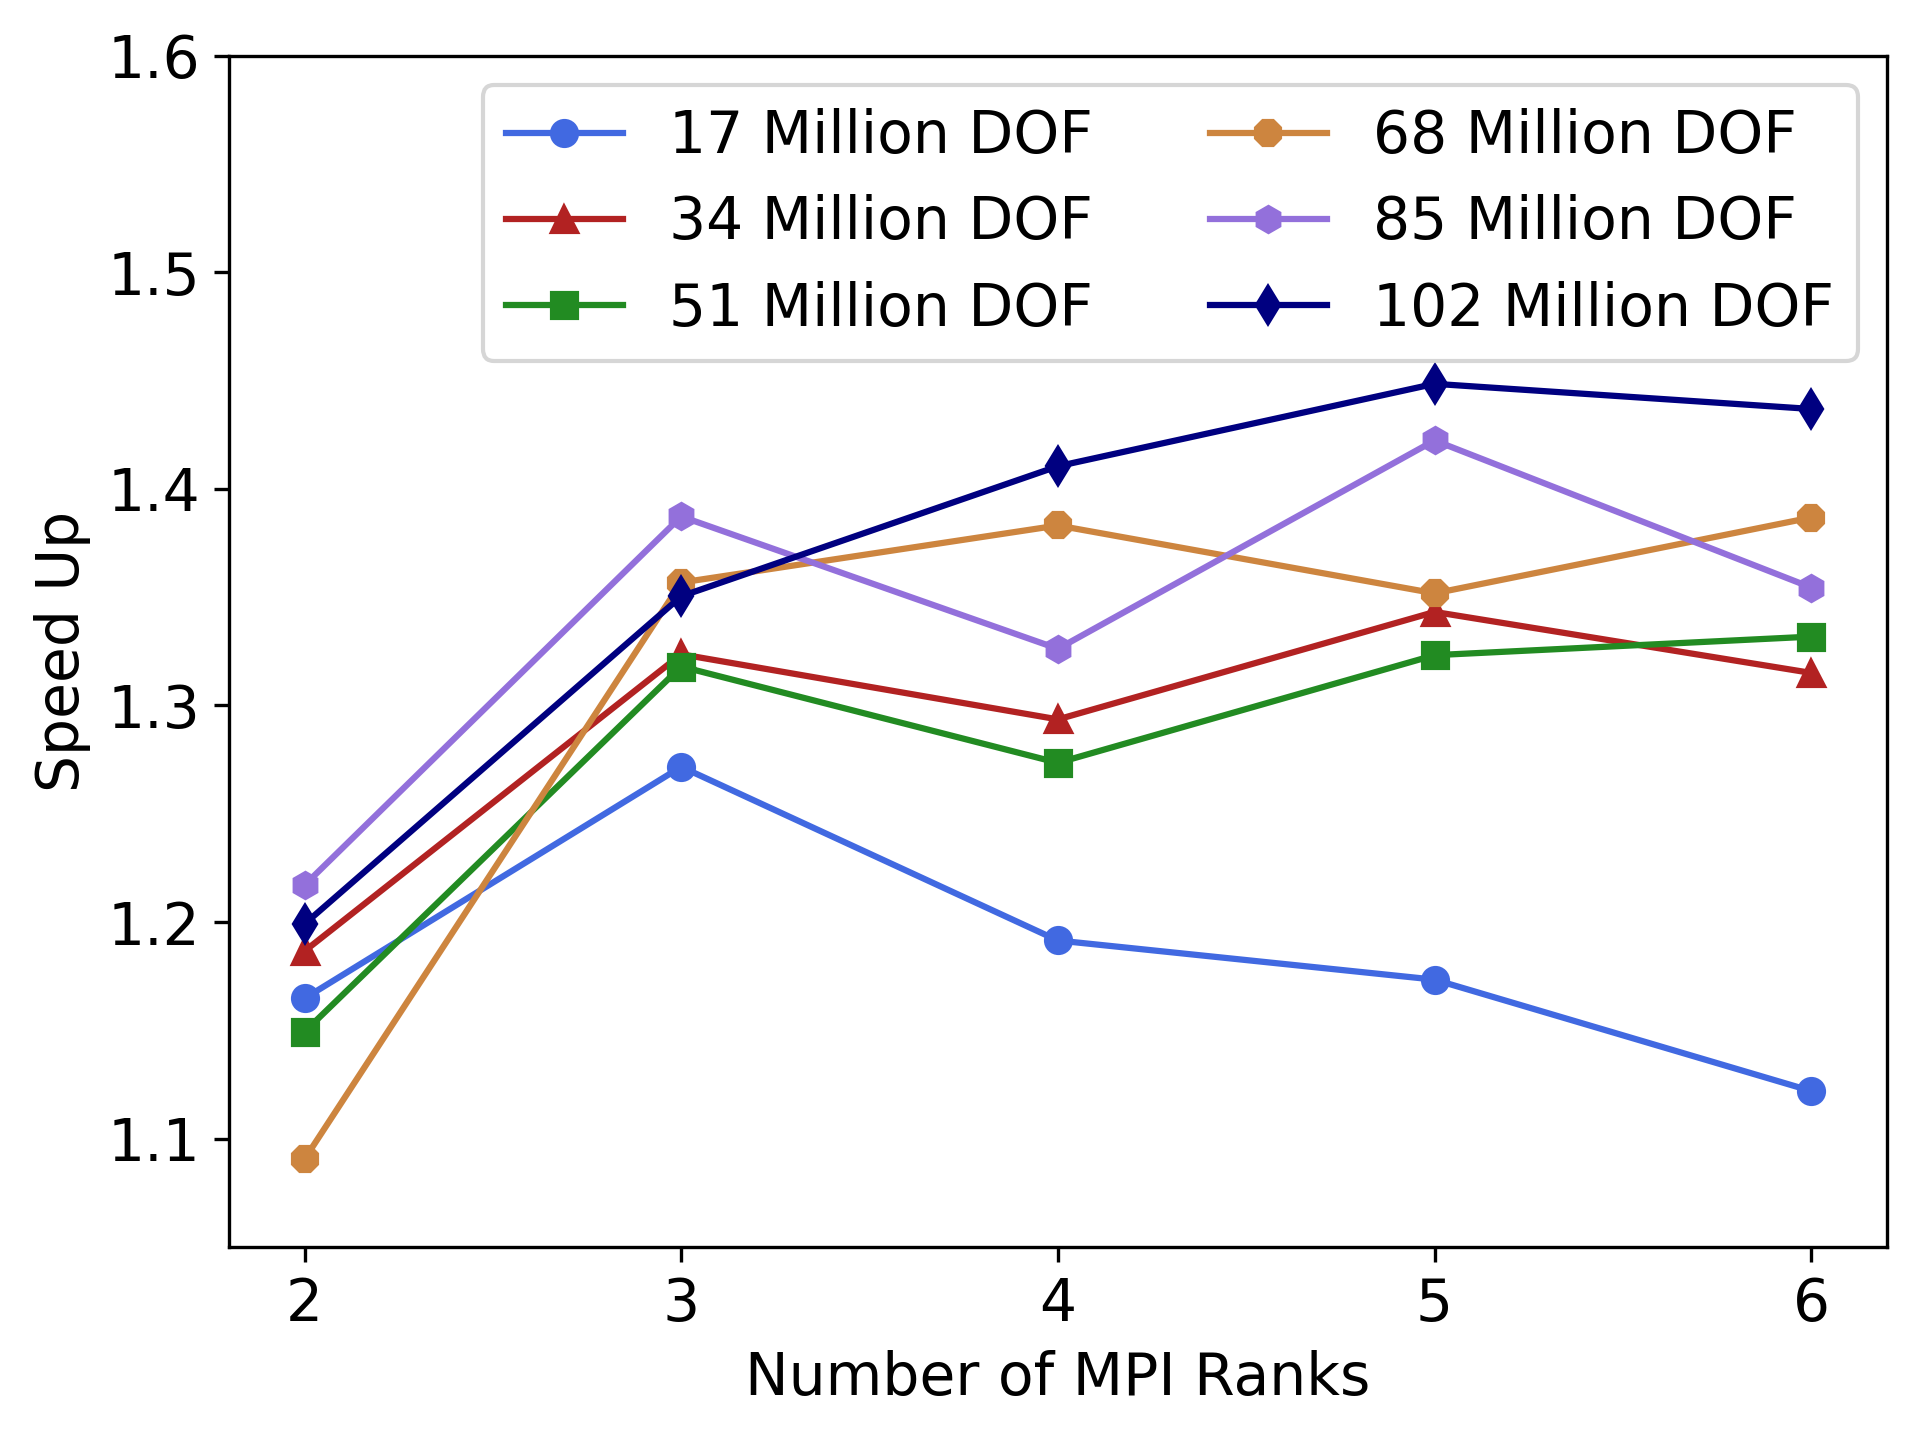 1.6
1.5
1.4
1.3
1.2
1.1
Speed Up
17 Million DOF
34 Million DOF
51 Million DOF
68 Million DOF
85 Million DOF
102 Million DOF
2 3 4 5 6
Number of MPI Ranks